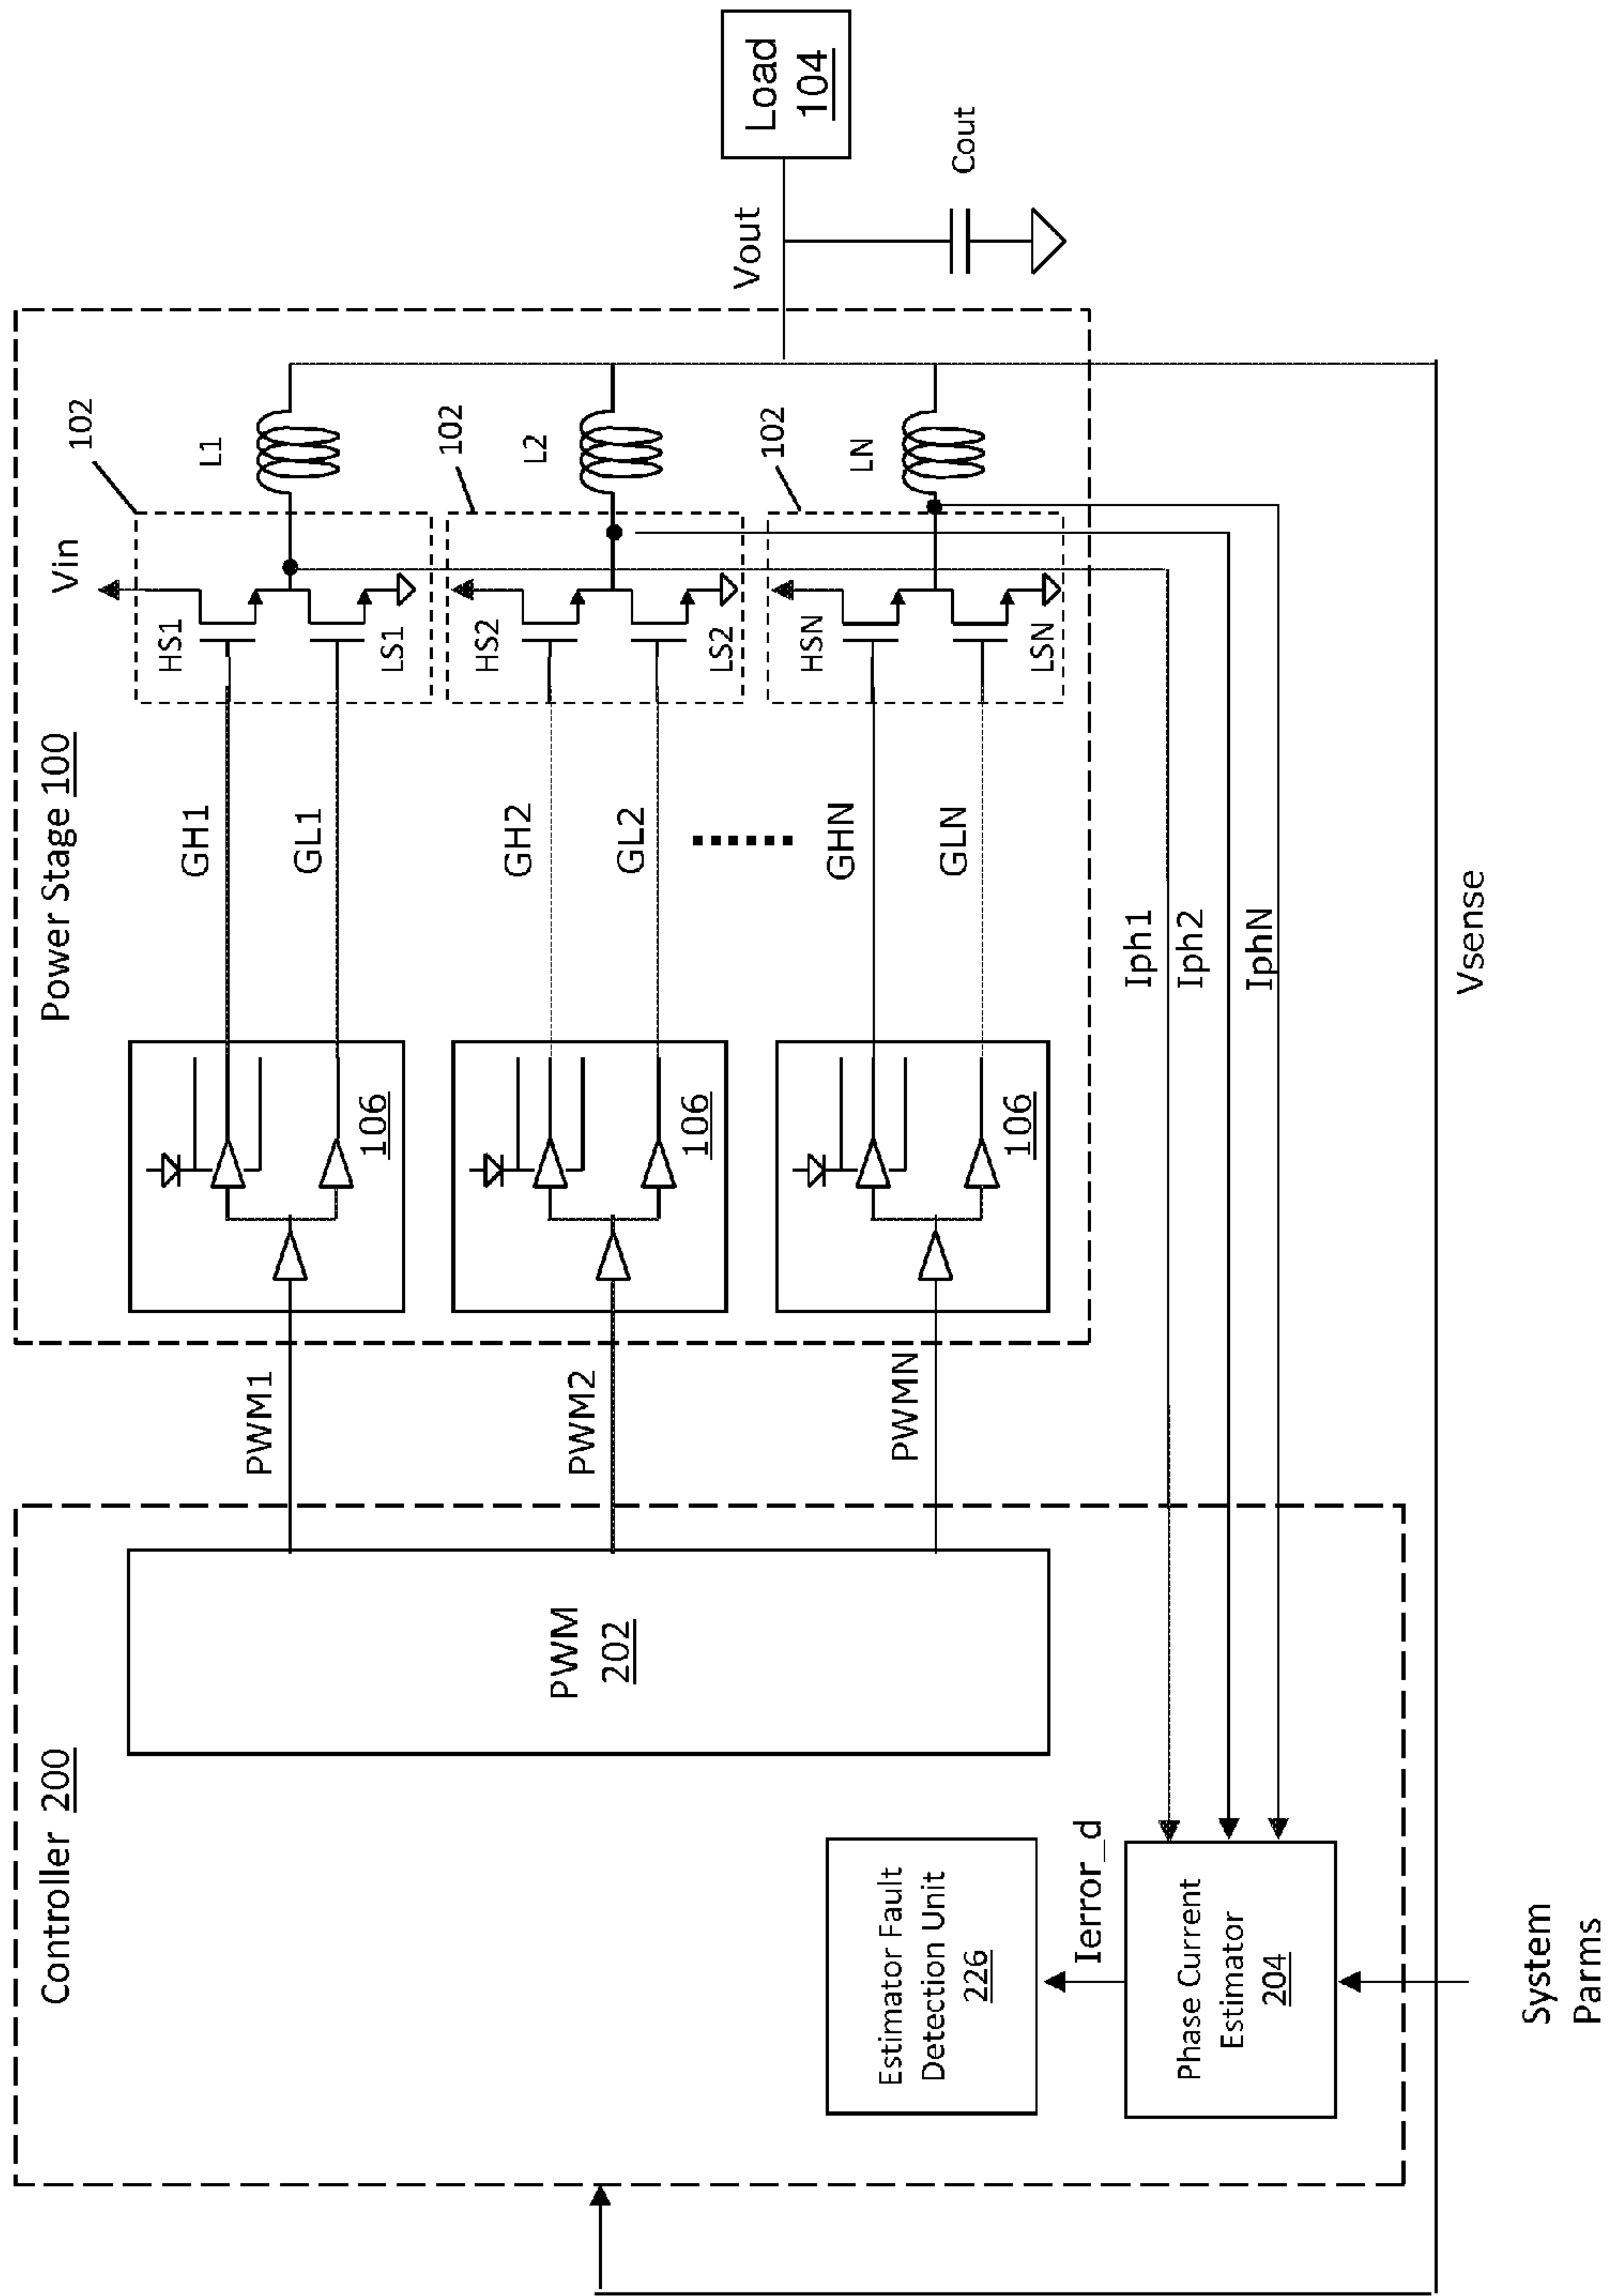 Controller 200
Power Stage 100
PWM
202
PWM1
PWM2
PWMN
106
106
106
GH1
GL1
GH2
GL2
GHN
GLN
Vin
102
HS1
LS1
L1
102
HS2
LS2
L2
102
HSN
LSN
LN
Vout
Load
104
Cout
Estimator Fault
Detection Unit
226
Ierror_d
Phase Current
Estimator
204
Iph1
Iph2
IphN
Vsense
System
Parms